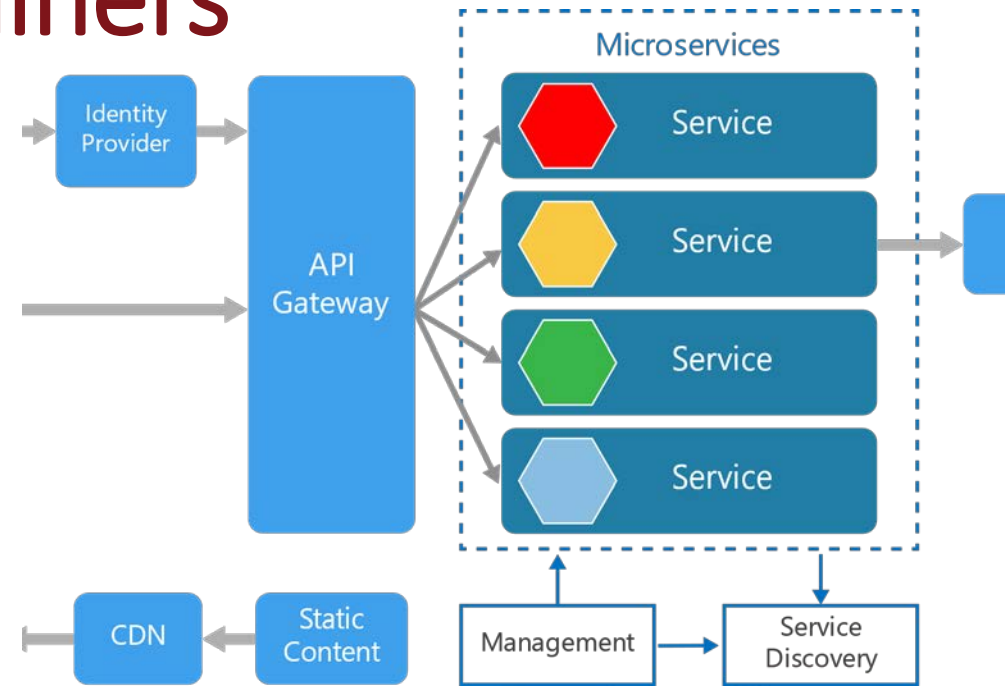 Microservices
Identity
Provider
API
Gateway
Service
Service
Service
Service
CDN
Static
Content
Management
Service
Discovery